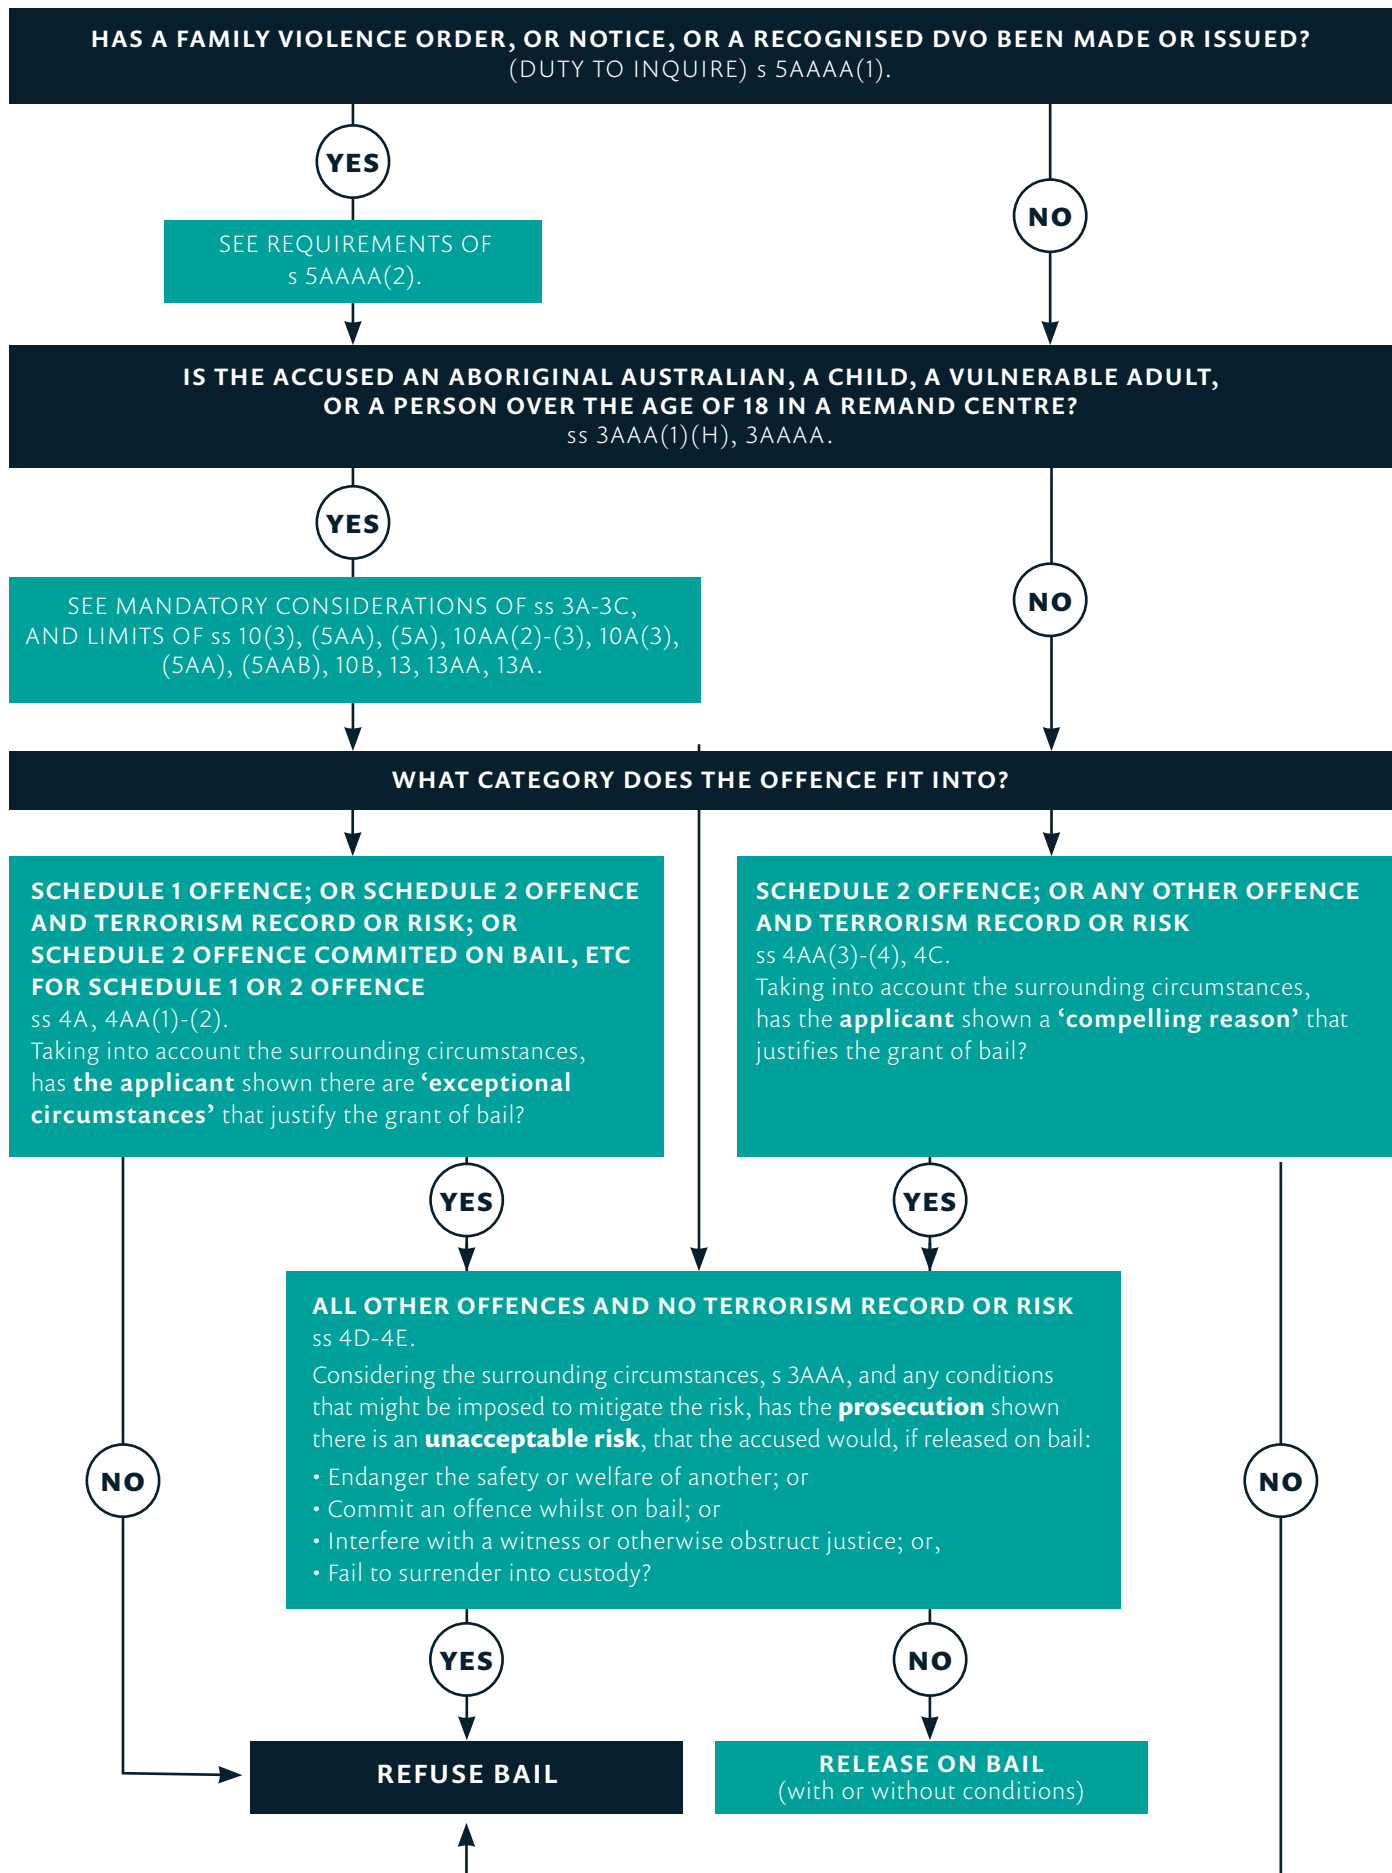 HAS A FAMILY VIOLENCE ORDER, OR NOTICE, OR A RECOGNISED DVO BEEN MADE OR ISSUED?
(DUTY TO INQUIRE) s 5AAAA(1).
YES
NO
SEE REQUIREMENTS OF
s 5AAAA(2).
IS THE ACCUSED AN ABORIGINAL AUSTRALIAN, A CHILD, A VULNERABLE ADULT,
OR A PERSON OVER THE AGE OF 18 IN A REMAND CENTRE?
ss 3AAA(1)(H), 3AAAA.
YES
NO
SEE MANDATORY CONSIDERATIONS OF ss 3A-3C,
AND LIMITS OF ss 10(3), (5AA), (5A), 10AA(2)-(3), 10A(3),
(5AA), (5AAB), 10B, 13, 13AA, 13A.
WHAT CATEGORY DOES THE OFFENCE FIT INTO?
SCHEDULE 1 OFFENCE; OR SCHEDULE 2 OFFENCE
AND TERRORISM RECORD OR RISK; OR
SCHEDULE 2 OFFENCE COMMITED ON BAIL, ETC
FOR SCHEDULE 1 OR 2 OFFENCE
ss 4A, 4AA(1)-(2).
Taking into account the surrounding circumstances,
has the applicant shown there are ‘exceptional
circumstances’ that justify the grant of bail?
SCHEDULE 2 OFFENCE; OR ANY OTHER OFFENCE
AND TERRORISM RECORD OR RISK
ss 4AA(3)-(4), 4C.
Taking into account the surrounding circumstances,
has the applicant shown a ‘compelling reason’ that
justifies the grant of bail?
YES
YES
ALL OTHER OFFENCES AND NO TERRORISM RECORD OR RISK
ss 4D-4E.
Considering the surrounding circumstances, s 3AAA, and any conditions
that might be imposed to mitigate the risk, has the prosecution shown
there is an unacceptable risk, that the accused would, if released on bail:
• Endanger the safety or welfare of another; or
• Commit an offence whilst on bail; or
• Interfere with a witness or otherwise obstruct justice; or,
• Fail to surrender into custody?
NO
NO
YES
NO
REFUSE BAIL
RELEASE ON BAIL
(with or without conditions)